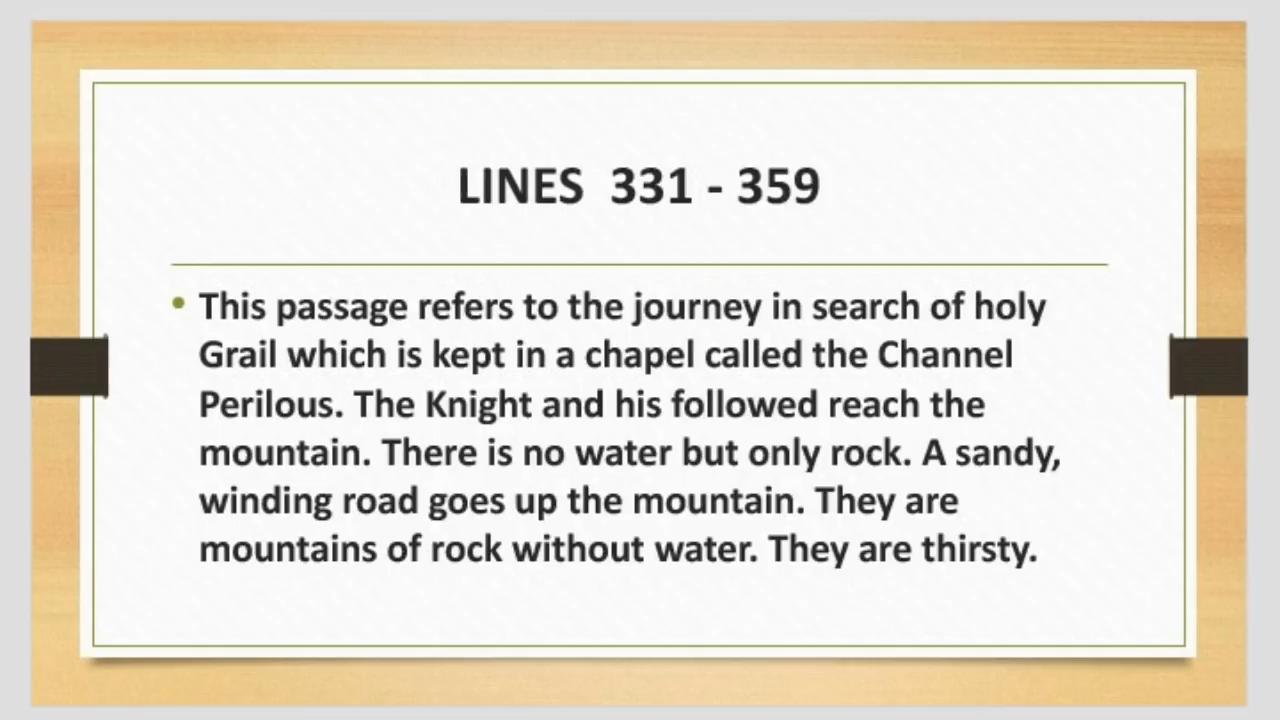 LINES 331 - 359
• This passage refers to the journey in search of holy
Grail which is kept in a chapel called the Channel
Perilous. The Knight and his followed reach the
mountain. There is no water but only rock. A sandy,
winding road goes up the mountain. They are
mountains of rock without water. They are thirsty.